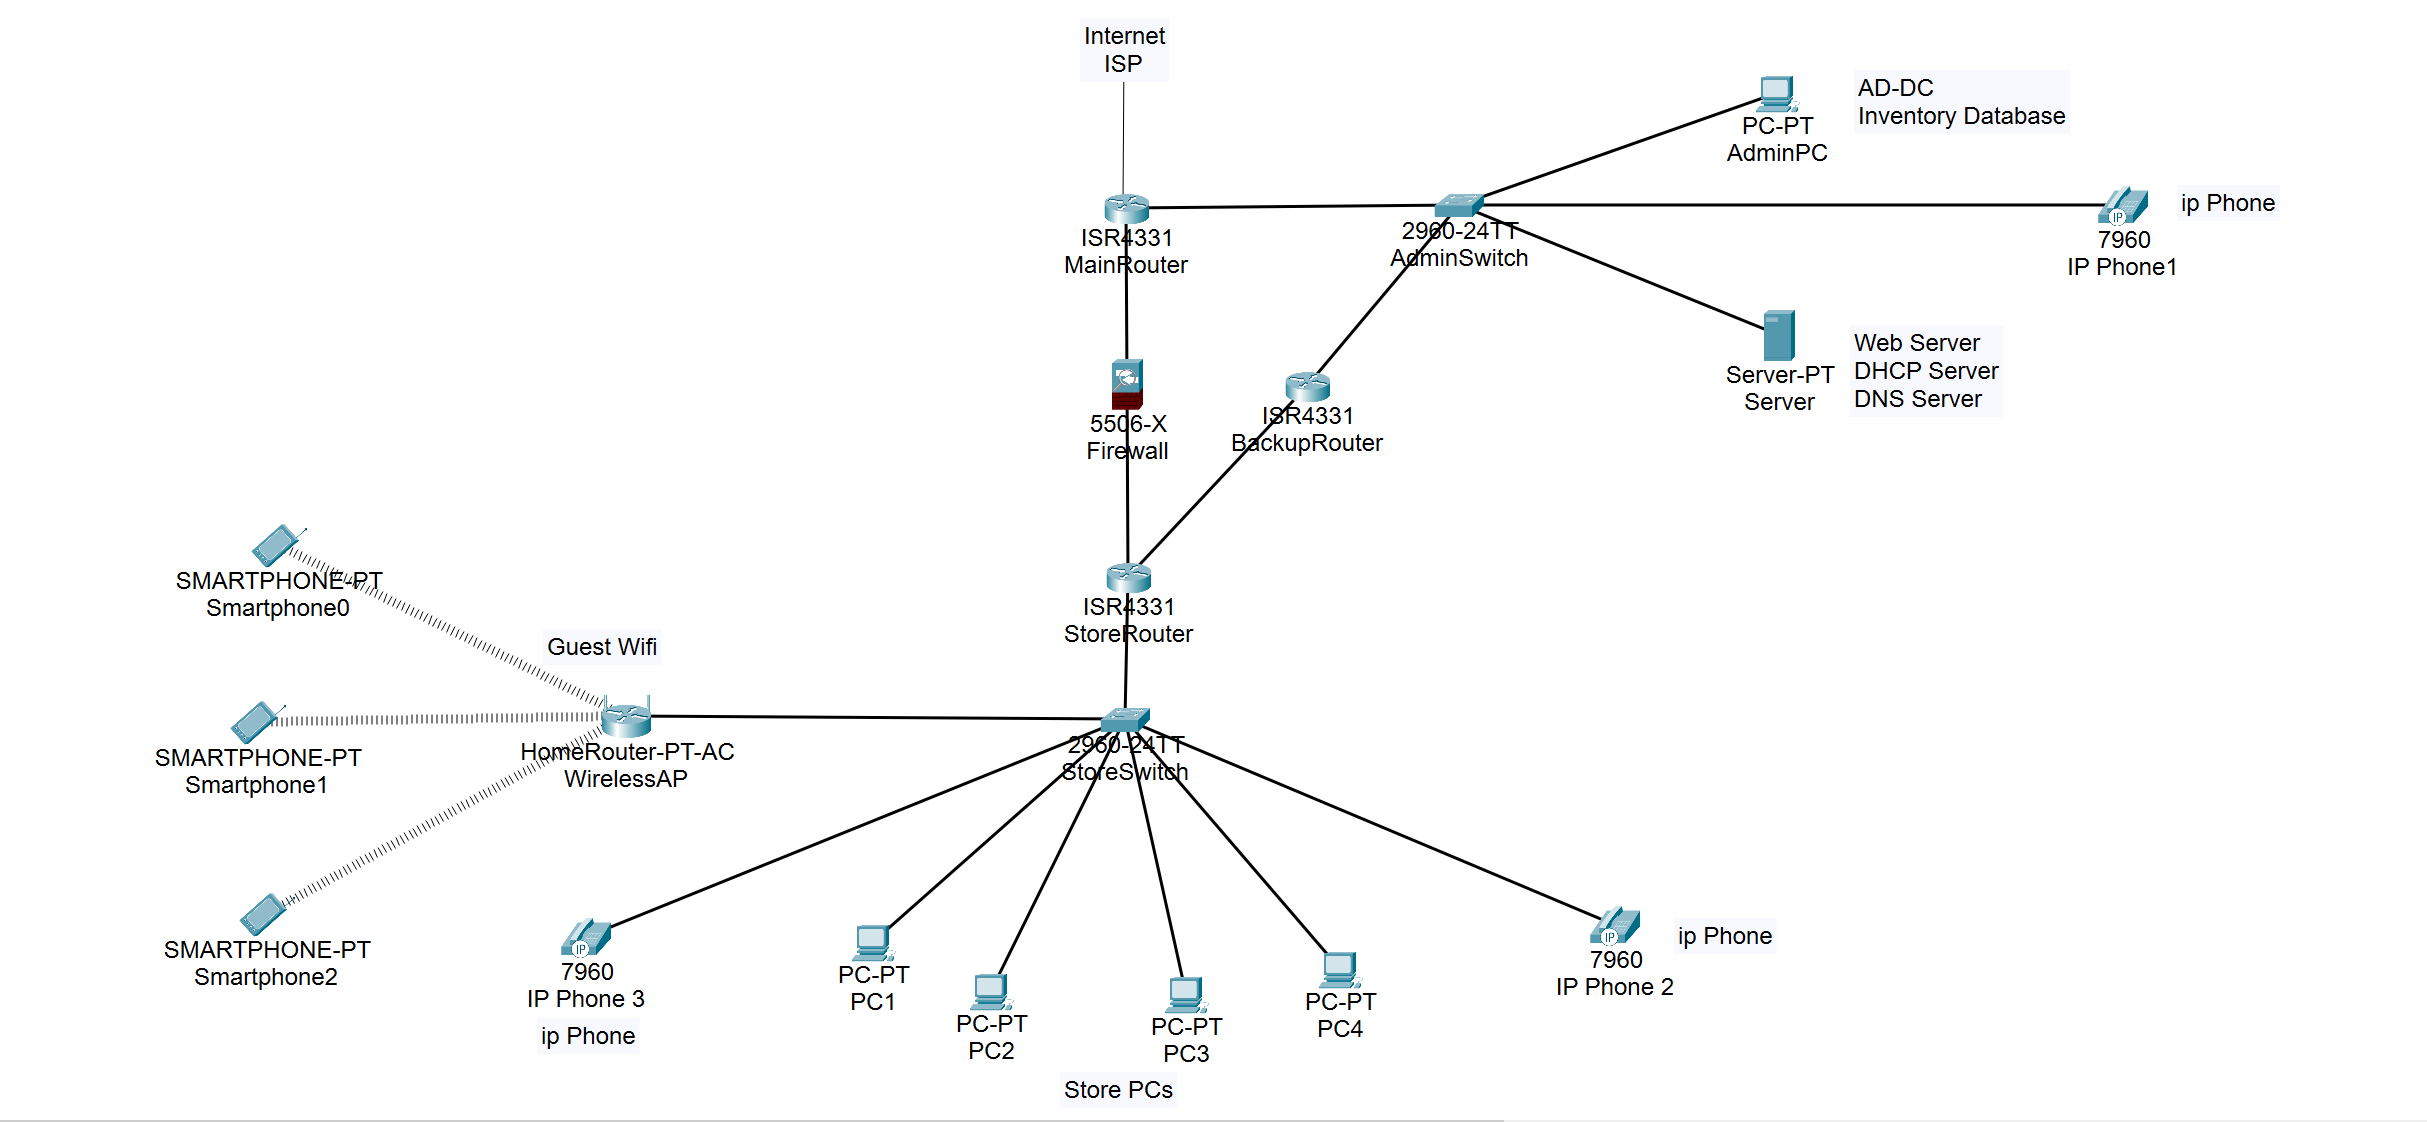 Internet
ISP
AD-DC
Inventory Database
PC-PT
AdminPC
ip Phone
7960
IP Phone1
ISR4331
MainRouter
2960-24TT
AdminSwitch
Web Server
DHCP Server
DNS Server
Server-PT
Server
5506-X
Firewall
ISR4331
BackupRouter
SMARTPHONE-PT
Smartphone0
ISR4331
StoreRouter
Guest Wifi
SMARTPHONE-PT
Smartphone1
HomeRouter-PT-AC
WirelessAP
2960-24TT
StoreSwitch
SMARTPHONE-PT
Smartphone2
7960
IP Phone 3
ip Phone
PC-PT
PC1
PC-PT
PC2
PC-PT
PC3
PC-PT
PC4
ip Phone
7960
IP Phone 2
Store PCs